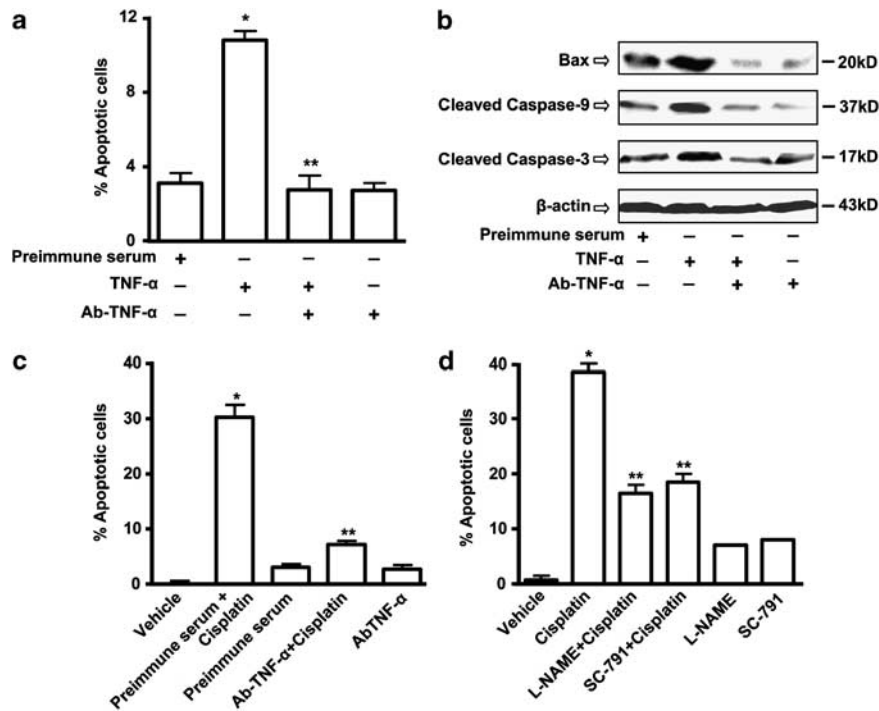 a
12
8
4
0
% Apoptotic cells
*
**
Preimmune serum + – – –
TNF-α – + + –
Ab-TNF-α – – + +
b
Bax ⇨ – 20kD
Cleaved Caspase-9 ⇨ – 37kD
Cleaved Caspase-3 ⇨ – 17kD
β-actin ⇨ – 43kD
Preimmune serum + – – –
TNF-α – + + –
Ab-TNF-α – – + +
c
40
30
20
10
0
% Apoptotic cells
*
**
Vehicle
Preimmune serum +
Cisplatin
Preimmune serum
Ab-TNF-α+Cisplatin
AbTNF-α
d
40
30
20
10
0
% Apoptotic cells
*
**
**
Vehicle
Cisplatin
L-NAME+Cisplatin
SC-791+Cisplatin
L-NAME
SC-791